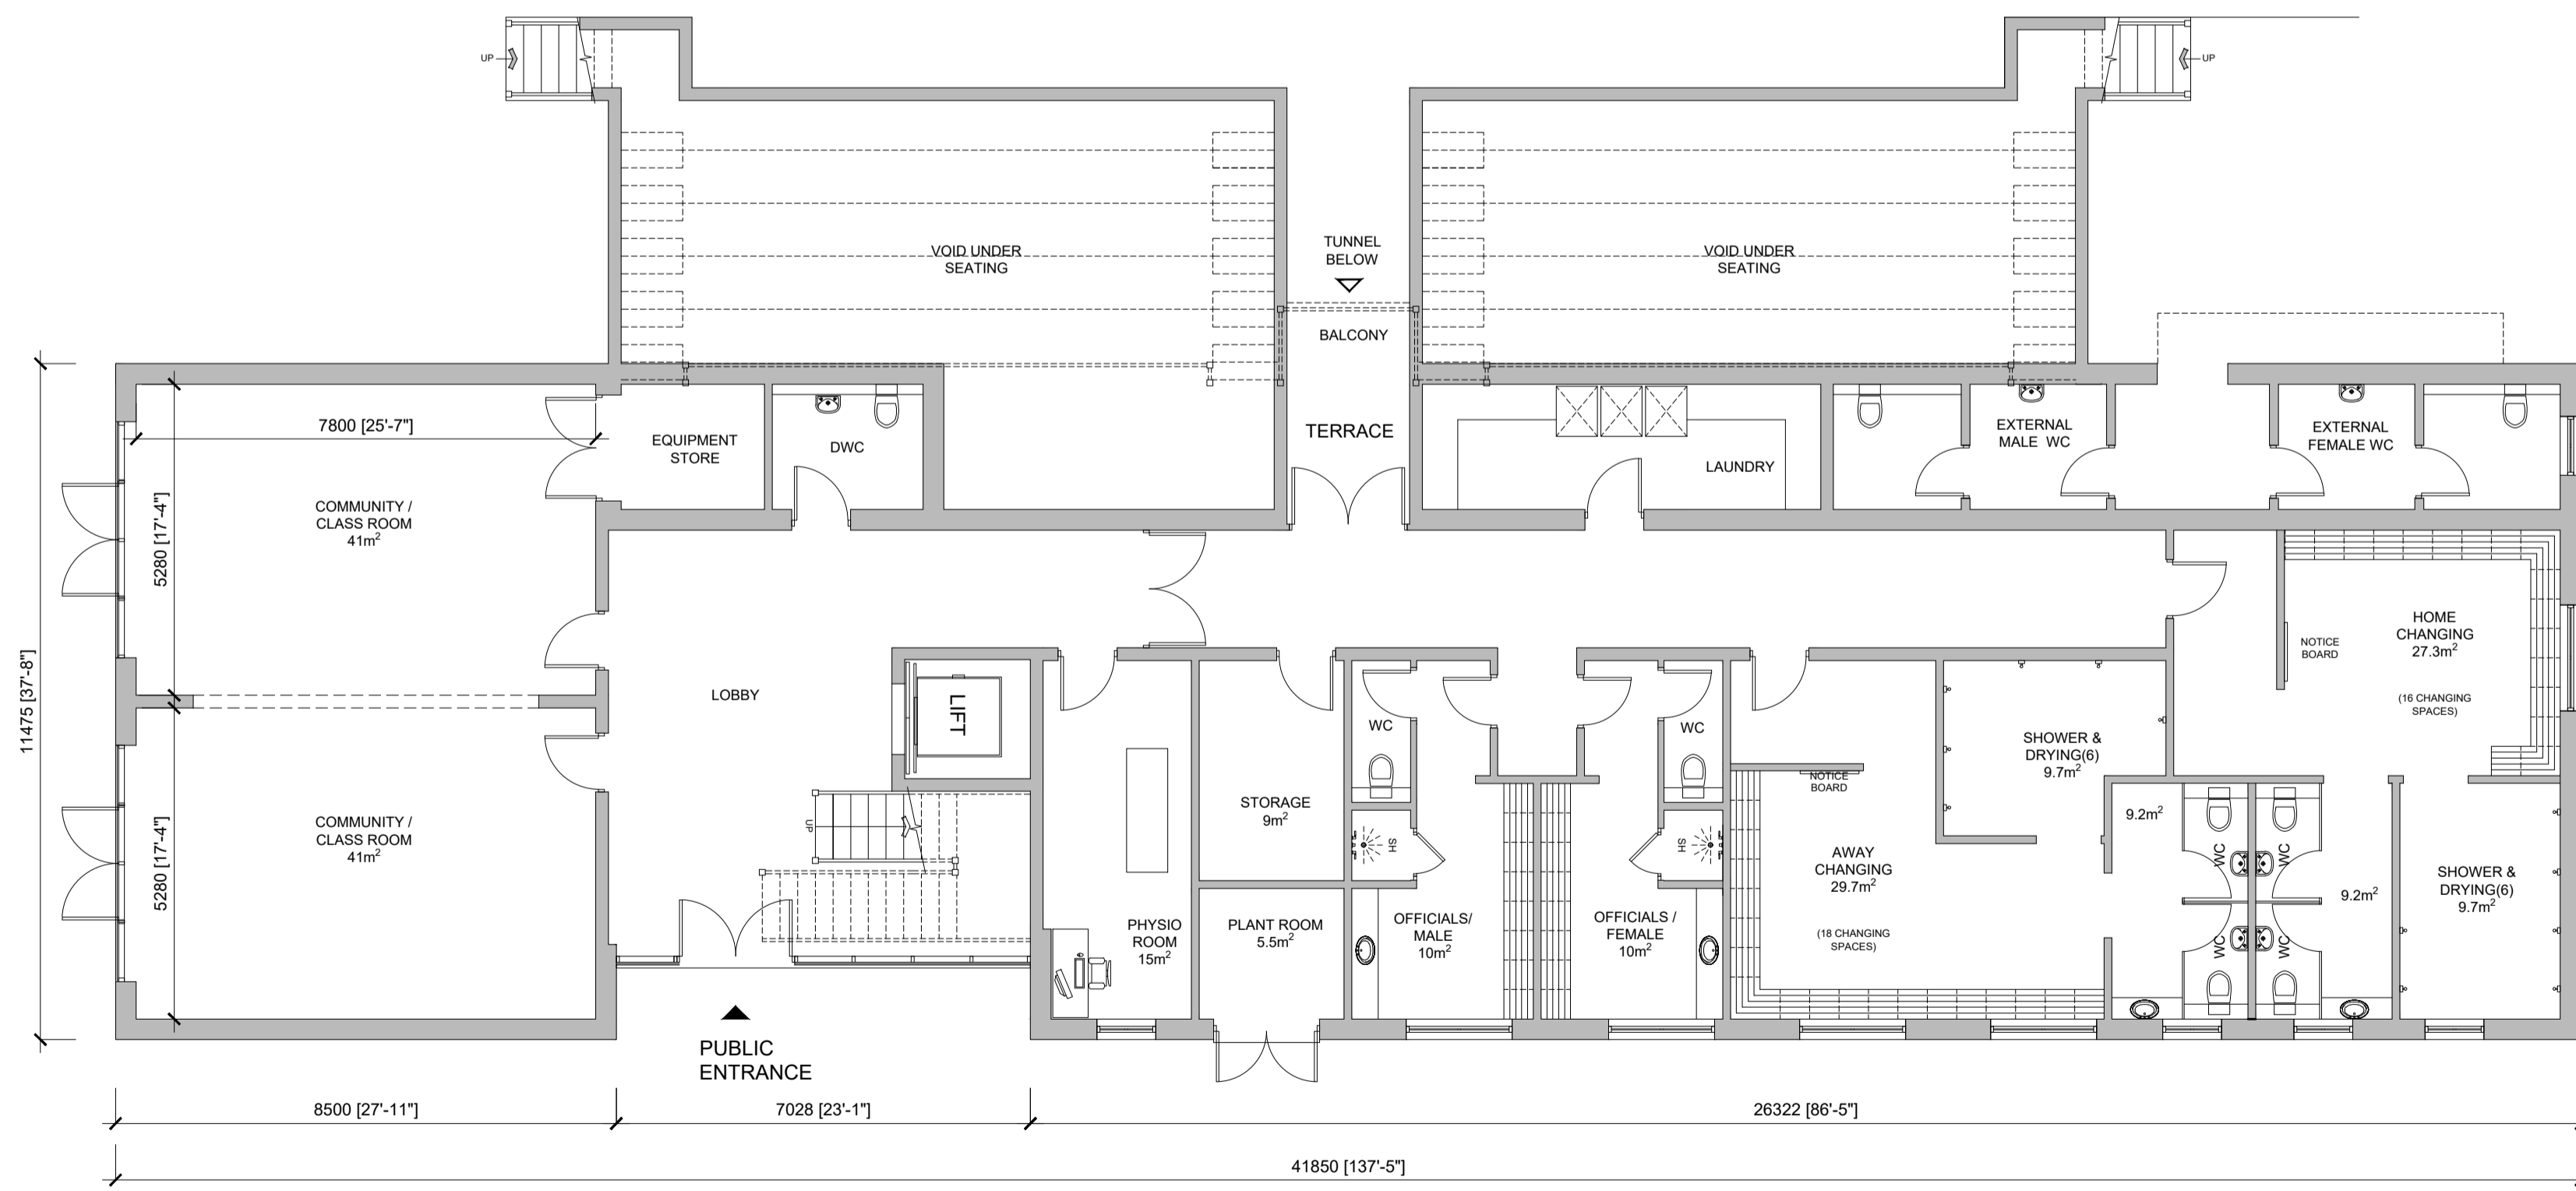 UP
UP
VOID UNDER
SEATING
TUNNEL
BELOW
VOID UNDER
SEATING
BALCONY
7800 [25'-7"]
EQUIPMENT
STORE
DWC
TERRACE
LAUNDRY
EXTERNAL
MALE WC
EXTERNAL
FEMALE WC
COMMUNITY /
CLASS ROOM
41m²
5280 [17'-4"]
11475 [37'-8"]
LOBBY
LIFT
NOTICE
BOARD
HOME
CHANGING
27.3m²
(16 CHANGING
SPACES)
WC
WC
SHOWER &
DRYING(6)
9.7m²
NOTICE
BOARD
COMMUNITY /
CLASS ROOM
41m²
5280 [17'-4"]
UP
STORAGE
9m²
SH
SH
AWAY
CHANGING
29.7m²
(18 CHANGING
SPACES)
9.2m²
WC
WC
WC
WC
9.2m²
SHOWER &
DRYING(6)
9.7m²
PHYSIO
ROOM
15m²
PLANT ROOM
5.5m²
OFFICIALS/
MALE
10m²
OFFICIALS /
FEMALE
10m²
PUBLIC
ENTRANCE
8500 [27'-11"]
7028 [23'-1"]
26322 [86'-5"]
41850 [137'-5"]